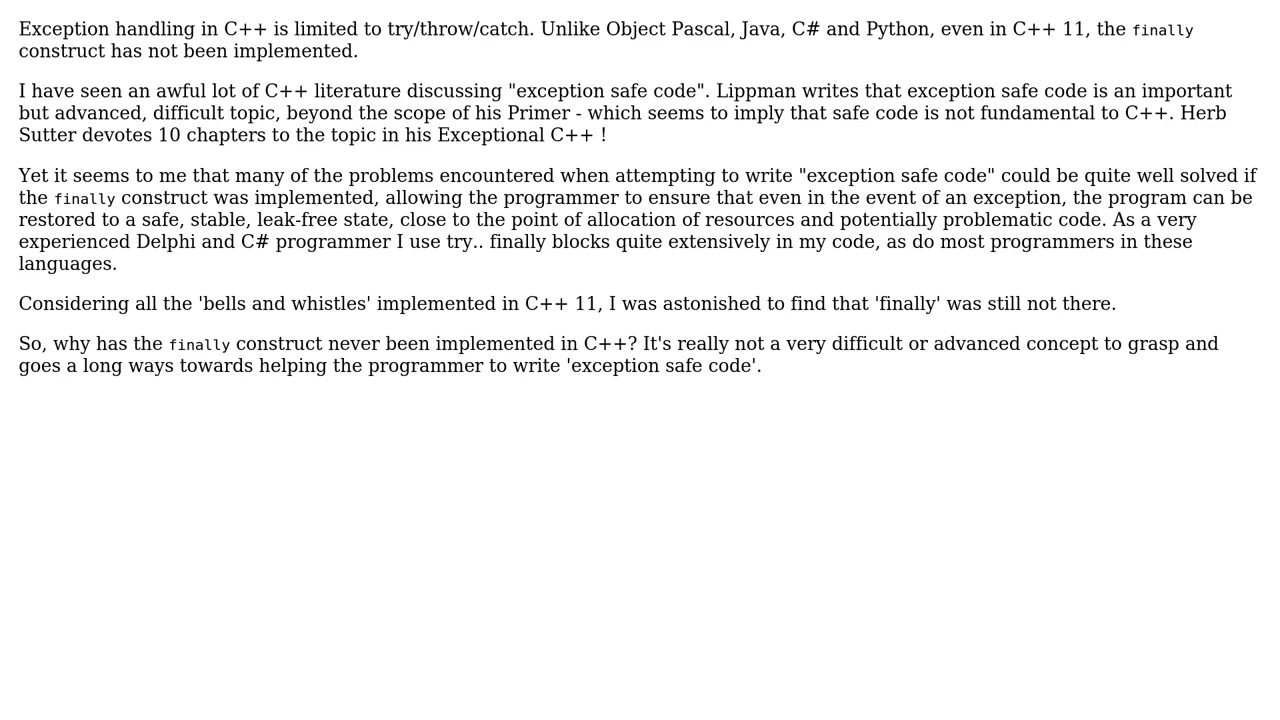 Exception handling in C++ is limited to try/throw/catch. Unlike Object Pascal, Java, C# and Python, even in C++ 11, the finally
construct has not been implemented.
I have seen an awful lot of C++ literature discussing "exception safe code". Lippman writes that exception safe code is an important
but advanced, difficult topic, beyond the scope of his Primer - which seems to imply that safe code is not fundamental to C++. Herb
Sutter devotes 10 chapters to the topic in his Exceptional C++ !
Yet it seems to me that many of the problems encountered when attempting to write "exception safe code" could be quite well solved if
the finally construct was implemented, allowing the programmer to ensure that even in the event of an exception, the program can be
restored to a safe, stable, leak-free state, close to the point of allocation of resources and potentially problematic code. As a very
experienced Delphi and C# programmer I use try.. finally blocks quite extensively in my code, as do most programmers in these
languages.
Considering all the 'bells and whistles' implemented in C++ 11, I was astonished to find that 'finally' was still not there.
So, why has the finally construct never been implemented in C++? It's really not a very difficult or advanced concept to grasp and
goes a long ways towards helping the programmer to write 'exception safe code'.